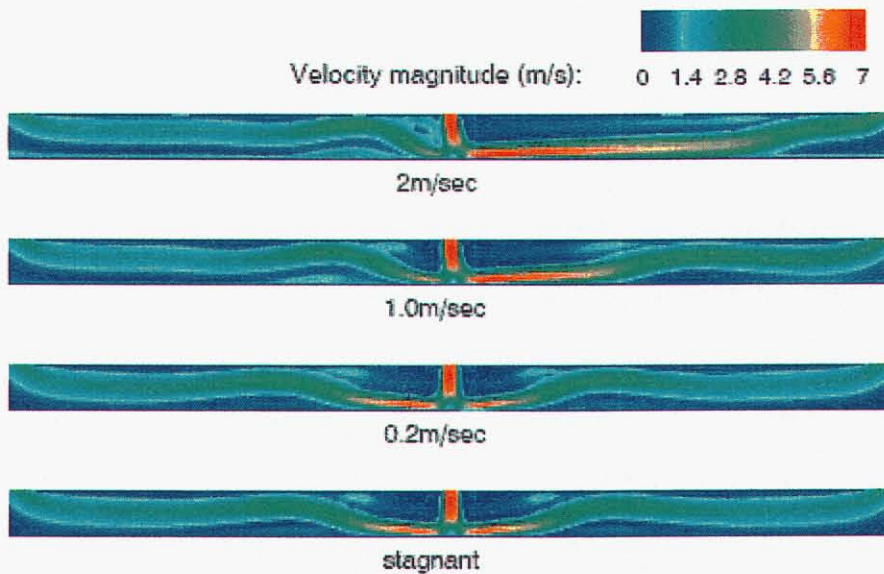 Velocity magnitude (m/s): 0 1.4 2.8 4.2 5.6 7
2m/sec
1.0m/sec
0.2m/sec
stagnant